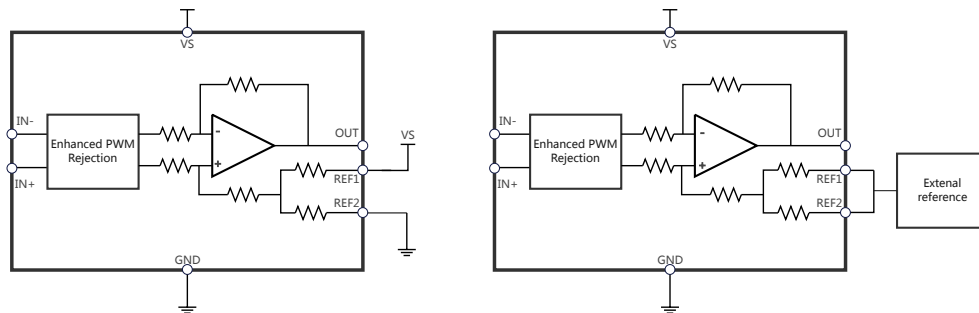 VS
IN-
Enhanced PWM
Rejection
IN+
-
+
OUT
VS
REF1
REF2
GND
VS
IN-
Enhanced PWM
Rejection
IN+
-
+
OUT
REF1
REF2
GND
Extenal
reference